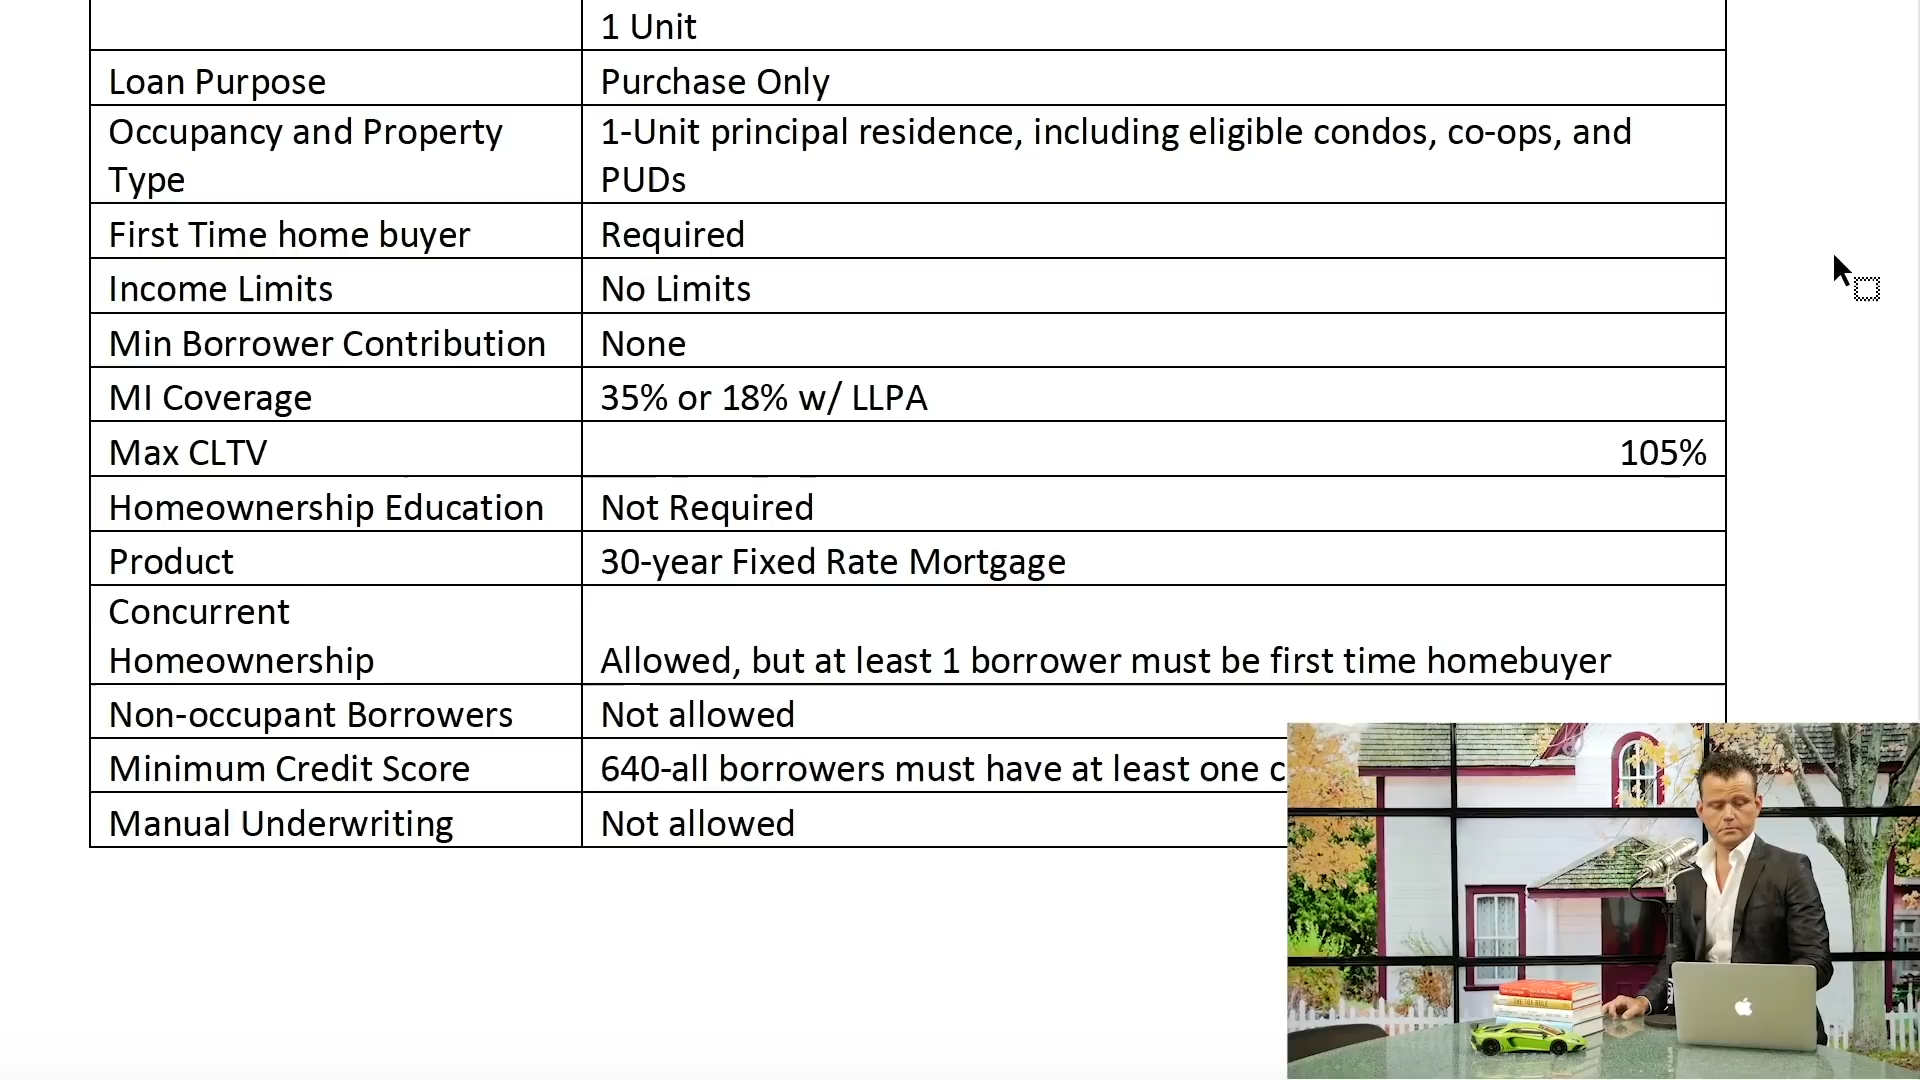 1 Unit
Loan Purpose
Purchase Only
Occupancy and Property
Type
1-Unit principal residence, including eligible condos, co-ops, and
PUDs
First Time home buyer
Required
Income Limits
No Limits
Min Borrower Contribution
None
MI Coverage
35% or 18% w/ LLPA
Max CLTV
105%
Homeownership Education
Not Required
Product
30-year Fixed Rate Mortgage
Concurrent
Homeownership
Allowed, but at least 1 borrower must be first time homebuyer
Non-occupant Borrowers
Not allowed
Minimum Credit Score
640-all borrowers must have at least one c
Manual Underwriting
Not allowed